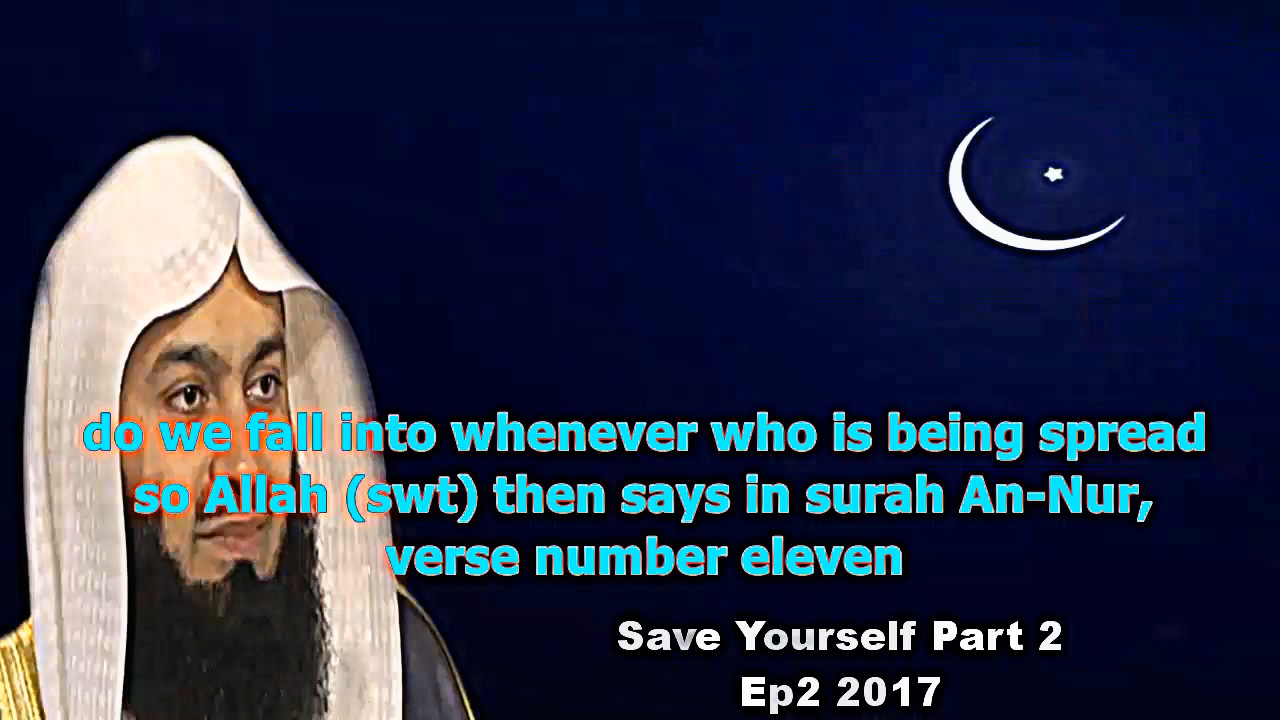 do we fall into whenever who is being spread
so Allah (swt) then says in surah An-Nur,
verse number eleven
Save Yourself Part 2
Ep2 2017